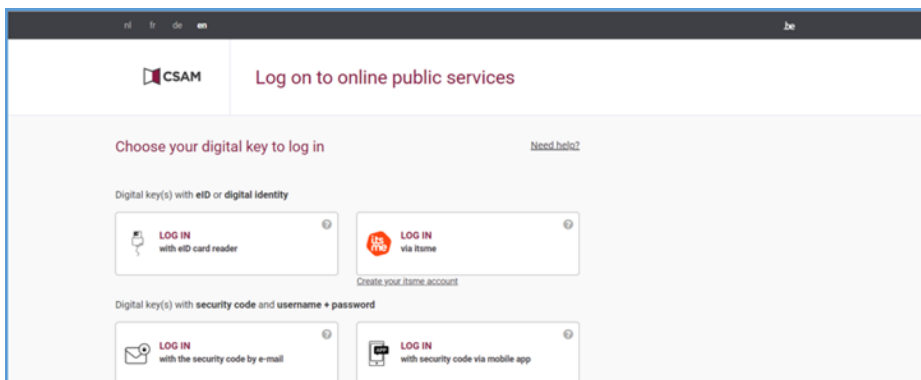 nl fr de en .be
CSAM Log on to online public services
Choose your digital key to log in Need help?
Digital key(s) with eID or digital identity
LOG IN
with eID card reader
itsme
LOG IN
via itsme
Create your itsme account
Digital key(s) with security code and username + password
LOG IN
with the security code by e-mail
APP
LOG IN
with security code via mobile app